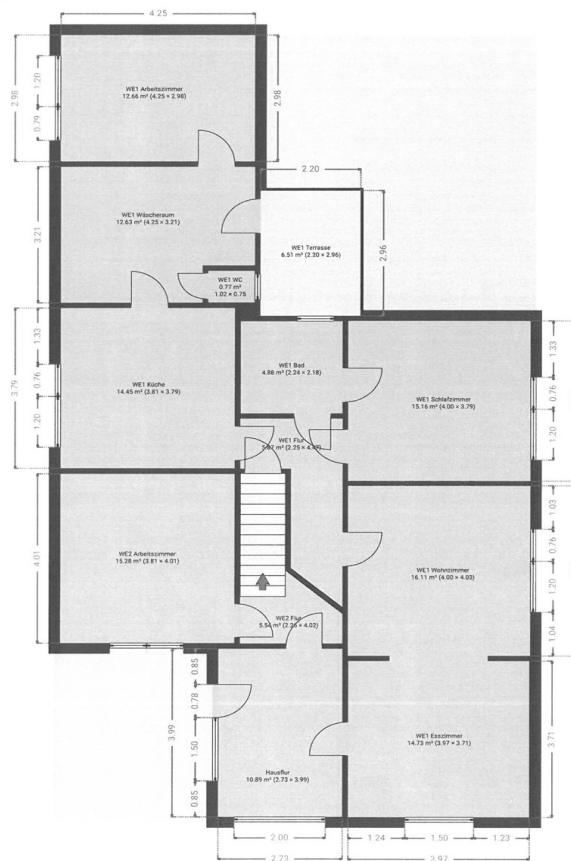 4.25
2.98
1.20
0.79
2.98
WE1 Arbeitszimmer
12.66 m² (4.25 × 2.98)
3.21
WE1 Wäscheraum
12.63 m² (4.25 × 3.21)
2.20
2.96
WE1 Terrasse
6.51 m² (2.20 × 2.96)
WE1 WC
0.77 m²
1.02 × 0.75
3.79
1.33
0.76
1.20
WE1 Küche
14.45 m² (3.81 × 3.79)
WE1 Bad
4.88 m² (2.24 × 2.18)
WE1 Schlafzimmer
15.16 m² (4.00 × 3.79)
1.33
0.76
1.20
WE1 Flur
4.01
WE2 Arbeitszimmer
15.28 m² (3.81 × 4.01)
WE1 Wohnzimmer
16.11 m² (4.00 × 4.03)
1.03
0.76
1.20
1.04
WE2 Flur
5.54 m² (2.26 × 4.02)
3.99
0.85
0.78
1.50
0.85
Hausflur
10.89 m² (2.73 × 3.99)
WE1 Esszimmer
14.73 m² (3.97 × 3.71)
3.71
2.00
2.73
1.24
1.50
1.23
3.97